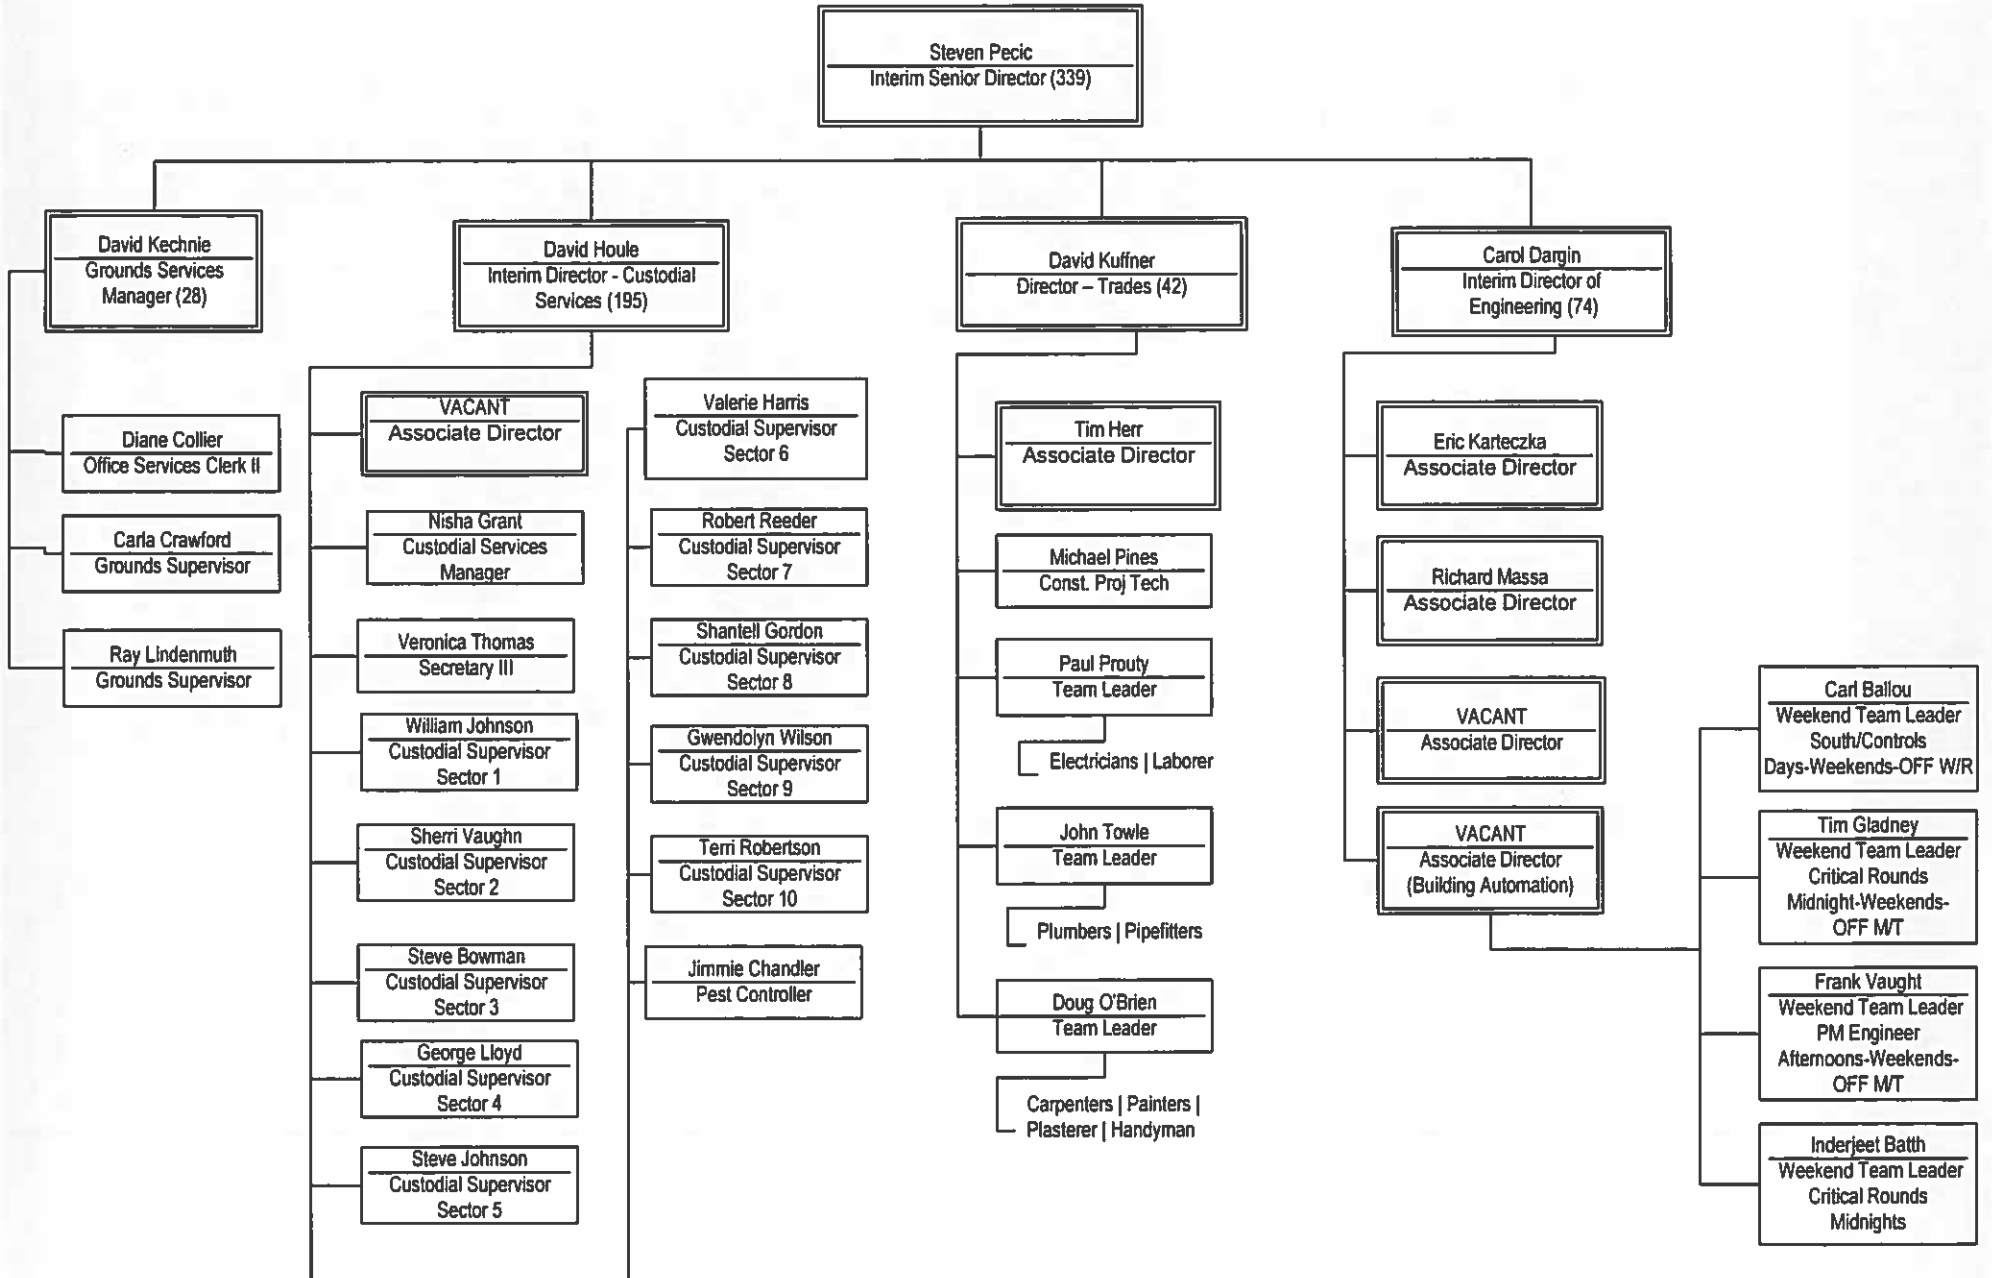 Steven Pecic
Interim Senior Director (339)
David Kechnie
Grounds Services
Manager (28)
David Houle
Interim Director - Custodial
Services (195)
David Kuffner
Director – Trades (42)
Carol Dargin
Interim Director of
Engineering (74)
Diane Collier
Office Services Clerk II
Carla Crawford
Grounds Supervisor
Ray Lindenmuth
Grounds Supervisor
VACANT
Associate Director
Nisha Grant
Custodial Services
Manager
Veronica Thomas
Secretary III
William Johnson
Custodial Supervisor
Sector 1
Sherri Vaughn
Custodial Supervisor
Sector 2
Steve Bowman
Custodial Supervisor
Sector 3
George Lloyd
Custodial Supervisor
Sector 4
Steve Johnson
Custodial Supervisor
Sector 5
Valerie Harris
Custodial Supervisor
Sector 6
Robert Reeder
Custodial Supervisor
Sector 7
Shantell Gordon
Custodial Supervisor
Sector 8
Gwendolyn Wilson
Custodial Supervisor
Sector 9
Terri Robertson
Custodial Supervisor
Sector 10
Jimmie Chandler
Pest Controller
Tim Herr
Associate Director
Michael Pines
Const. Proj Tech
Paul Prouty
Team Leader
Electricians | Laborer
John Towle
Team Leader
Plumbers | Pipefitters
Doug O'Brien
Team Leader
Carpenters | Painters |
Plasterer | Handyman
Eric Karteczka
Associate Director
Richard Massa
Associate Director
VACANT
Associate Director
VACANT
Associate Director
(Building Automation)
Carl Ballou
Weekend Team Leader
South/Controls
Days-Weekends-OFF W/R
Tim Gladney
Weekend Team Leader
Critical Rounds
Midnight-Weekends-
OFF M/T
Frank Vaught
Weekend Team Leader
PM Engineer
Afternoons-Weekends-
OFF M/T
Inderjeet Batth
Weekend Team Leader
Critical Rounds
Midnights